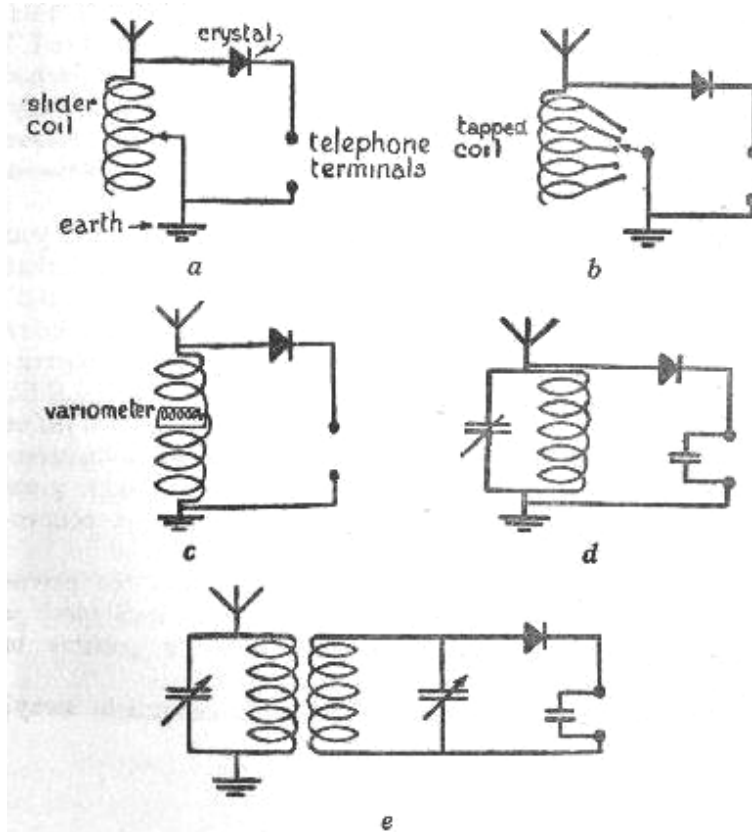 crystal
slider
coil
telephone
terminals
earth
a
tapped
coil
b
variometer
c
d
e